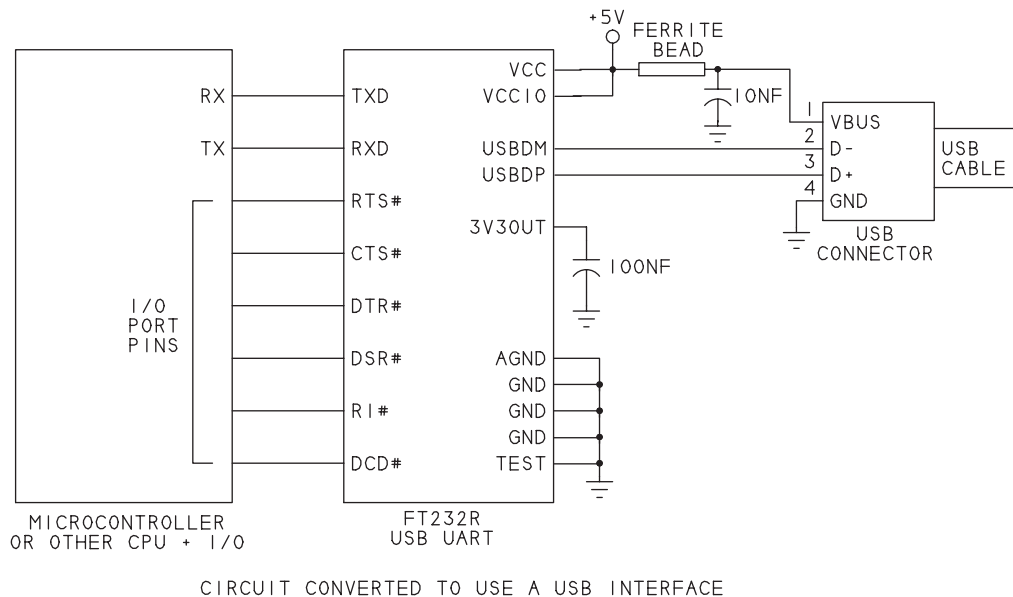 +5V
FERRITE
BEAD
10NF
RX
TX
I/O
PORT
PINS
TXD
RXD
RTS#
CTS#
DTR#
DSR#
RI#
DCD#
VCC
VCCIO
USBDM
USBDP
3V3OUT
100NF
AGND
GND
GND
GND
TEST
1
2
3
4
VBUS
D-
D+
GND
USB
CABLE
USB
CONNECTOR
MICROCONTROLLER
OR OTHER CPU + I/O
FT232R
USB UART
CIRCUIT CONVERTED TO USE A USB INTERFACE